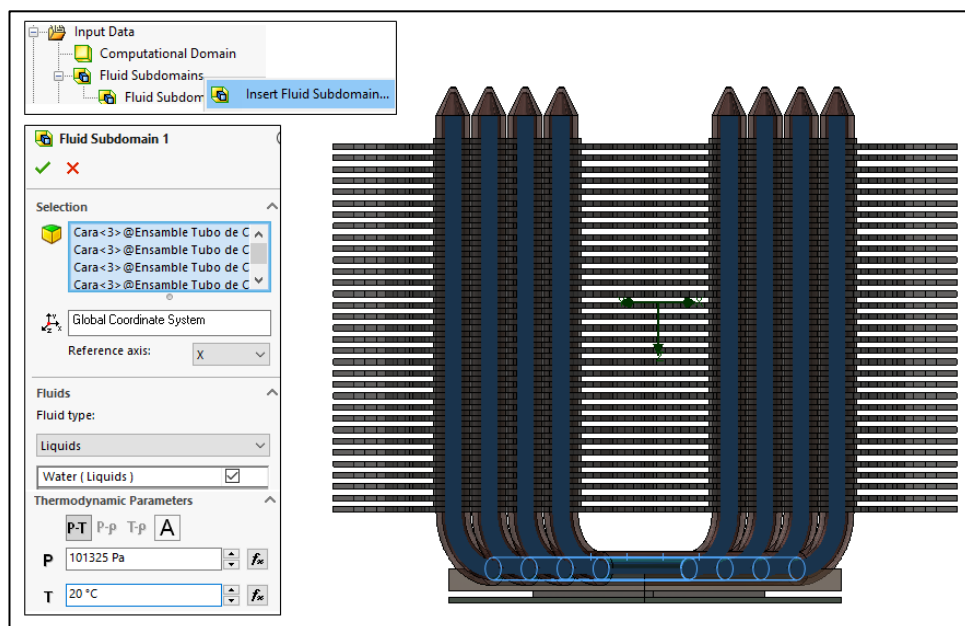 Input Data
Computational Domain
Fluid Subdomains
Fluid Subdom
Insert Fluid Subdomain...
Fluid Subdomain 1
Selection
Cara<3>@Ensamble Tubo de C
Cara<3>@Ensamble Tubo de C
Cara<3>@Ensamble Tubo de C
Cara<3>@Ensamble Tubo de C
Global Coordinate System
Reference axis: X
Fluids
Fluid type:
Liquids
Water ( Liquids )
Thermodynamic Parameters
P-T P-ρ T-ρ A
P 101325 Pa
T 20 °C